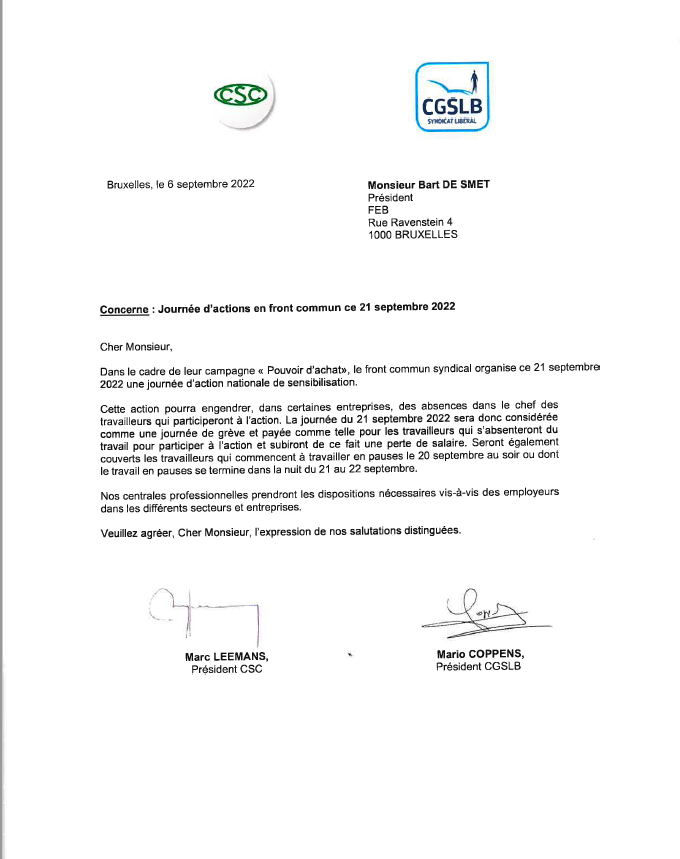 CSC
CGSLB
SYNDICAT LIBÉRAL
Bruxelles, le 6 septembre 2022
Monsieur Bart DE SMET
Président
FEB
Rue Ravenstein 4
1000 BRUXELLES
Concerne : Journée d'actions en front commun ce 21 septembre 2022
Cher Monsieur,
Dans le cadre de leur campagne « Pouvoir d'achat», le front commun syndical organise ce 21 septembre
2022 une journée d'action nationale de sensibilisation.
Cette action pourra engendrer, dans certaines entreprises, des absences dans le chef des
travailleurs qui participeront à l'action. La journée du 21 septembre 2022 sera donc considérée
comme une journée de grève et payée comme telle pour les travailleurs qui s'absenteront du
travail pour participer à l'action et subiront de ce fait une perte de salaire. Seront également
couverts les travailleurs qui commencent à travailler en pauses le 20 septembre au soir ou dont
le travail en pauses se termine dans la nuit du 21 au 22 septembre.
Nos centrales professionnelles prendront les dispositions nécessaires vis-à-vis des employeurs
dans les différents secteurs et entreprises.
Veuillez agréer, Cher Monsieur, l'expression de nos salutations distinguées.
Marc LEEMANS,
Président CSC
Mario COPPENS,
Président CGSLB